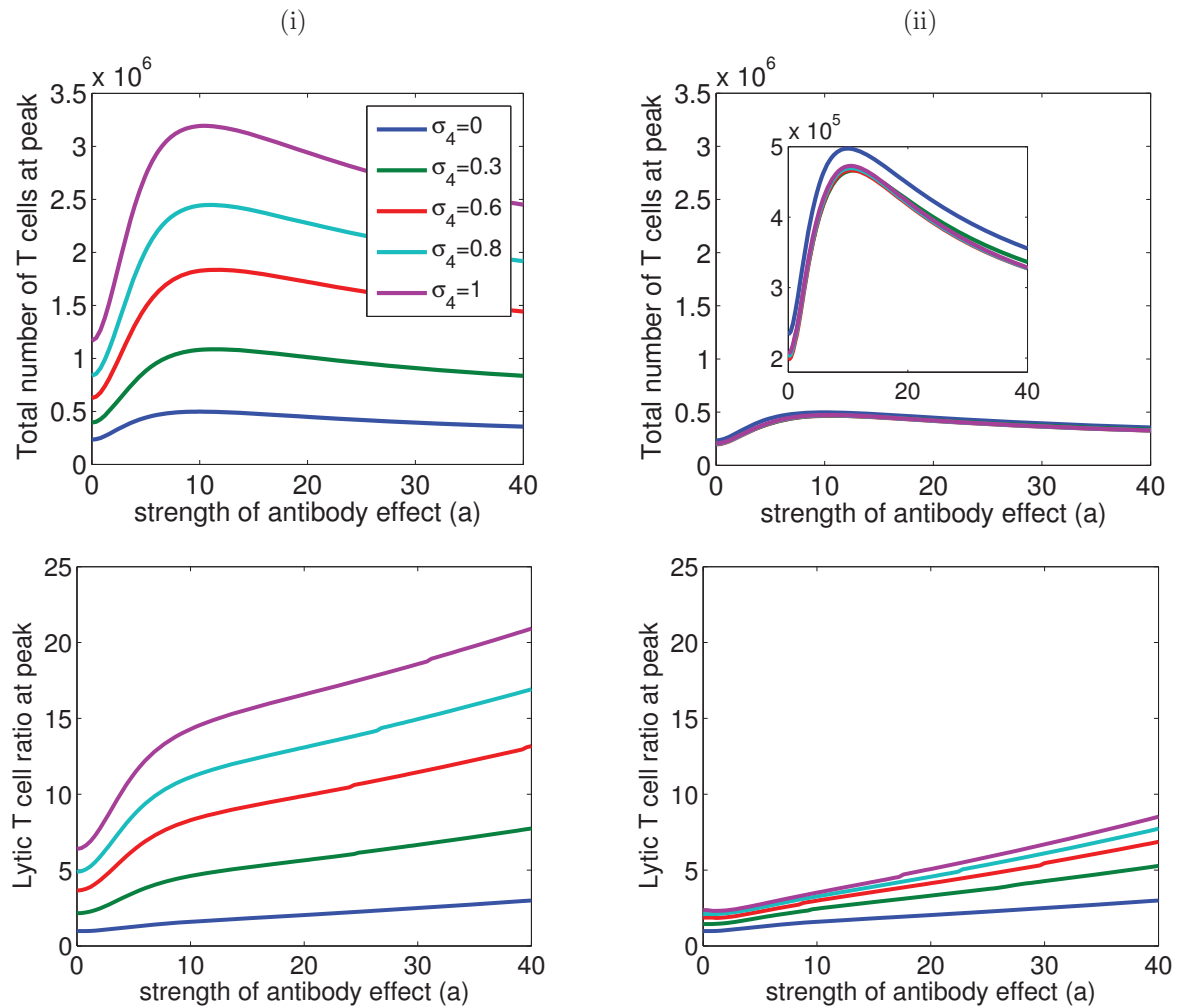 (i)
(ii)
x 10^6
3.5
3
2.5
2
1.5
1
0.5
0
0 10 20 30 40
Total number of T cells at peak
strength of antibody effect (a)
σ_4=0
σ_4=0.3
σ_4=0.6
σ_4=0.8
σ_4=1
x 10^6
3.5
3
2.5
2
1.5
1
0.5
0
0 10 20 30 40
Total number of T cells at peak
strength of antibody effect (a)
x 10^5
5
4
3
2
0 20 40
25
20
15
10
5
0
0 10 20 30 40
Lytic T cell ratio at peak
strength of antibody effect (a)
25
20
15
10
5
0
0 10 20 30 40
Lytic T cell ratio at peak
strength of antibody effect (a)